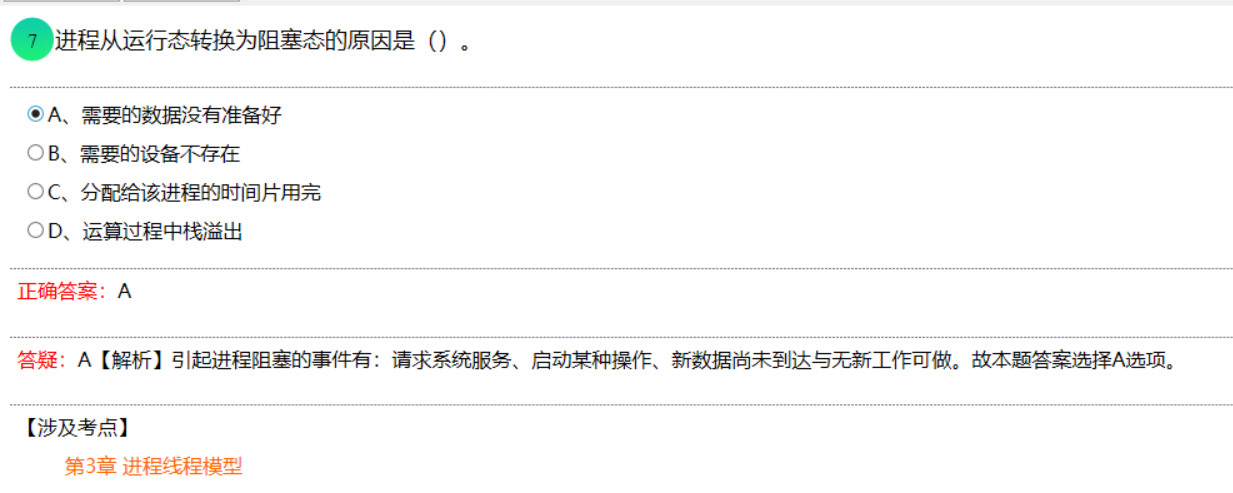 7 进程从运行态转换为阻塞态的原因是（）。
A、需要的数据没有准备好
B、需要的设备不存在
C、分配给该进程的时间片用完
D、运算过程中栈溢出
正确答案：A
答疑：A【解析】引起进程阻塞的事件有：请求系统服务、启动某种操作、新数据尚未到达与无新工作可做。故本题答案选择A选项。
【涉及考点】
第3章 进程线程模型